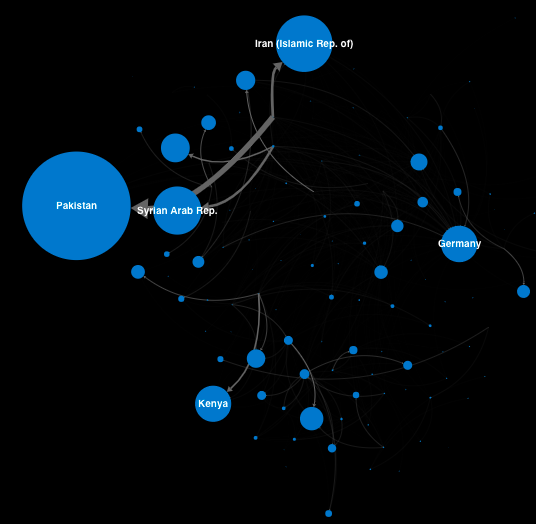 Iran (Islamic Rep. of)
Pakistan
Syrian Arab Rep.
Germany
Kenya